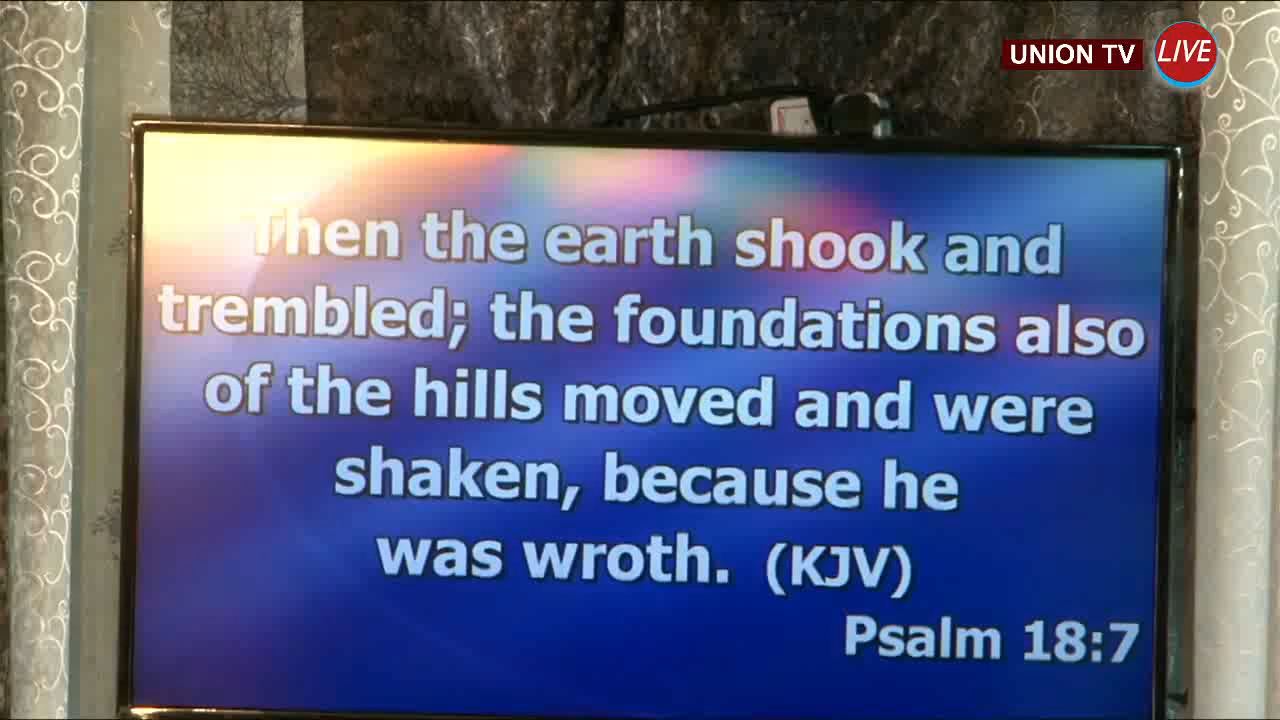 UNION TV LIVE
Then the earth shook and
trembled; the foundations also
of the hills moved and were
shaken, because he
was wroth. (KJV)
Psalm 18:7